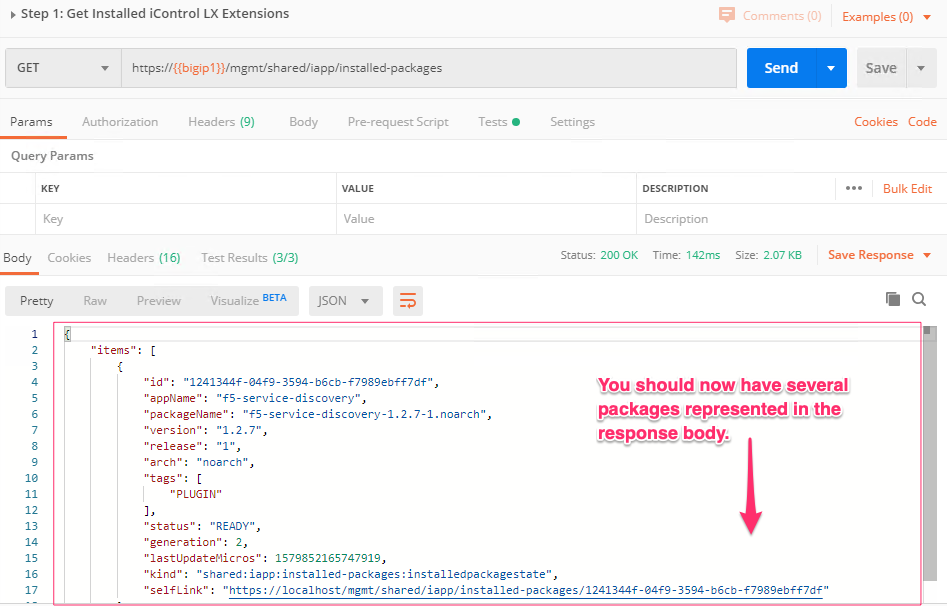 Step 1: Get Installed iControl LX Extensions
Comments (0)
Examples (0)
GET
https://{{bigip1}}/mgmt/shared/iapp/installed-packages
Send
Save
Params
Authorization
Headers (9)
Body
Pre-request Script
Tests
Settings
Cookies
Code
Query Params
KEY
VALUE
DESCRIPTION
Bulk Edit
Key
Value
Description
Body
Cookies
Headers (16)
Test Results (3/3)
Status: 200 OK
Time: 142ms
Size: 2.07 KB
Save Response
Pretty
Raw
Preview
Visualize BETA
JSON
1 {
2 "items": [
3 {
4 "id": "1241344f-04f9-3594-b6cb-f7989ebff7df",
5 "appName": "f5-service-discovery",
6 "packageName": "f5-service-discovery-1.2.7-1.noarch",
7 "version": "1.2.7",
8 "release": "1",
9 "arch": "noarch",
10 "tags": [
11 "PLUGIN"
12 ],
13 "status": "READY",
14 "generation": 2,
15 "lastUpdateMicros": 1579852165747919,
16 "kind": "shared:iapp:installed-packages:installedpackagestate",
17 "selfLink": "https://localhost/mgmt/shared/iapp/installed-packages/1241344f-04f9-3594-b6cb-f7989ebff7df"
You should now have several
packages represented in the
response body.